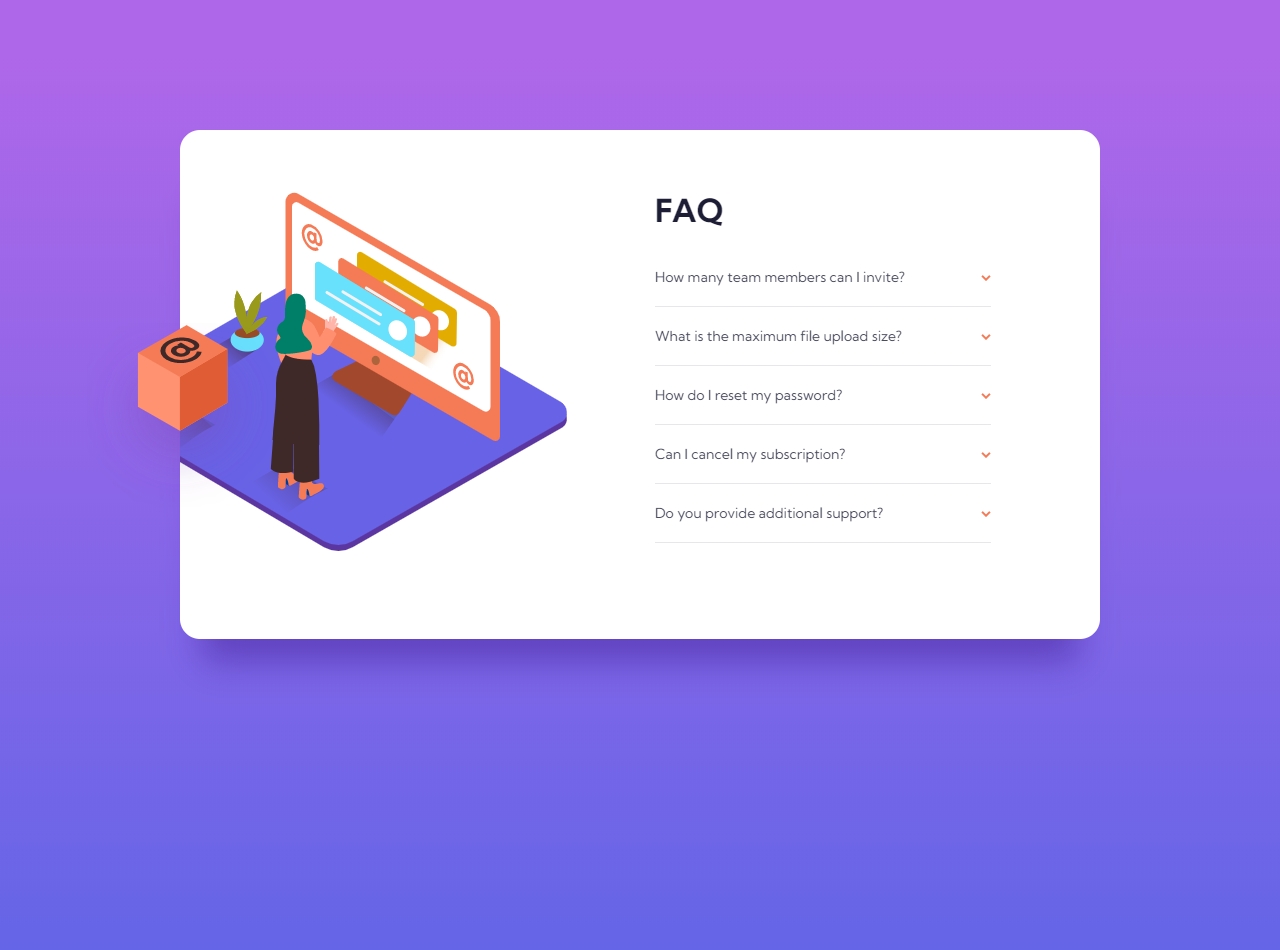 FAQ
How many team members can I invite?
What is the maximum file upload size?
How do I reset my password?
Can I cancel my subscription?
Do you provide additional support?
@
@
@